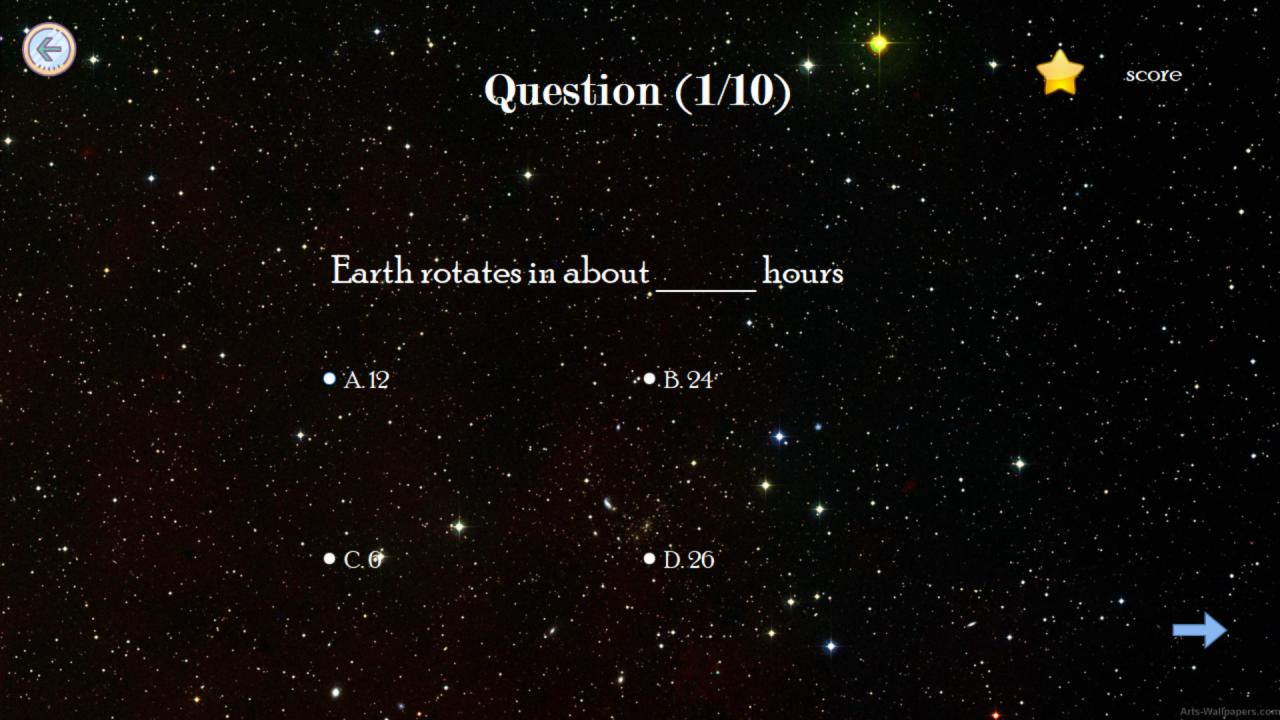 Question (1/10)
score
Earth rotates in about ______ hours
A. 12
B. 24
C. 6
D. 26
Arts-Wallpapers.com